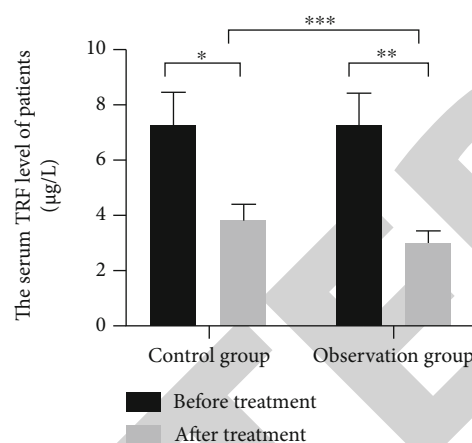 ***
10
*
**
8
6
4
2
0
The serum TRF level of patients
(μg/L)
Control group
Observation group
Before treatment
After treatment